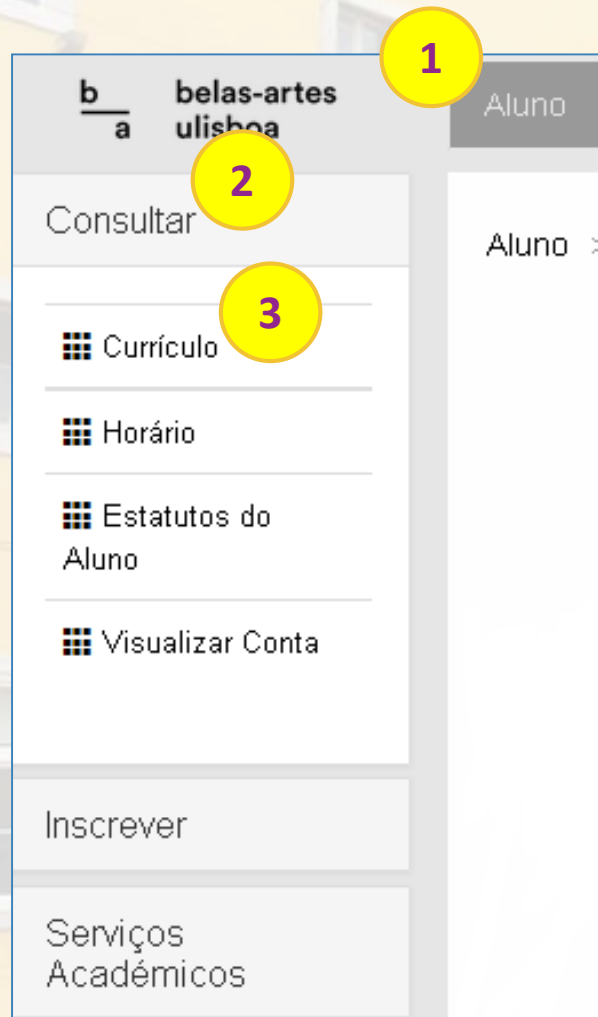 1
b belas-artes
a ulisboa
Aluno
2
Consultar
Aluno >
3
Currículo
Horário
Estatutos do
Aluno
Visualizar Conta
Inscrever
Serviços
Académicos